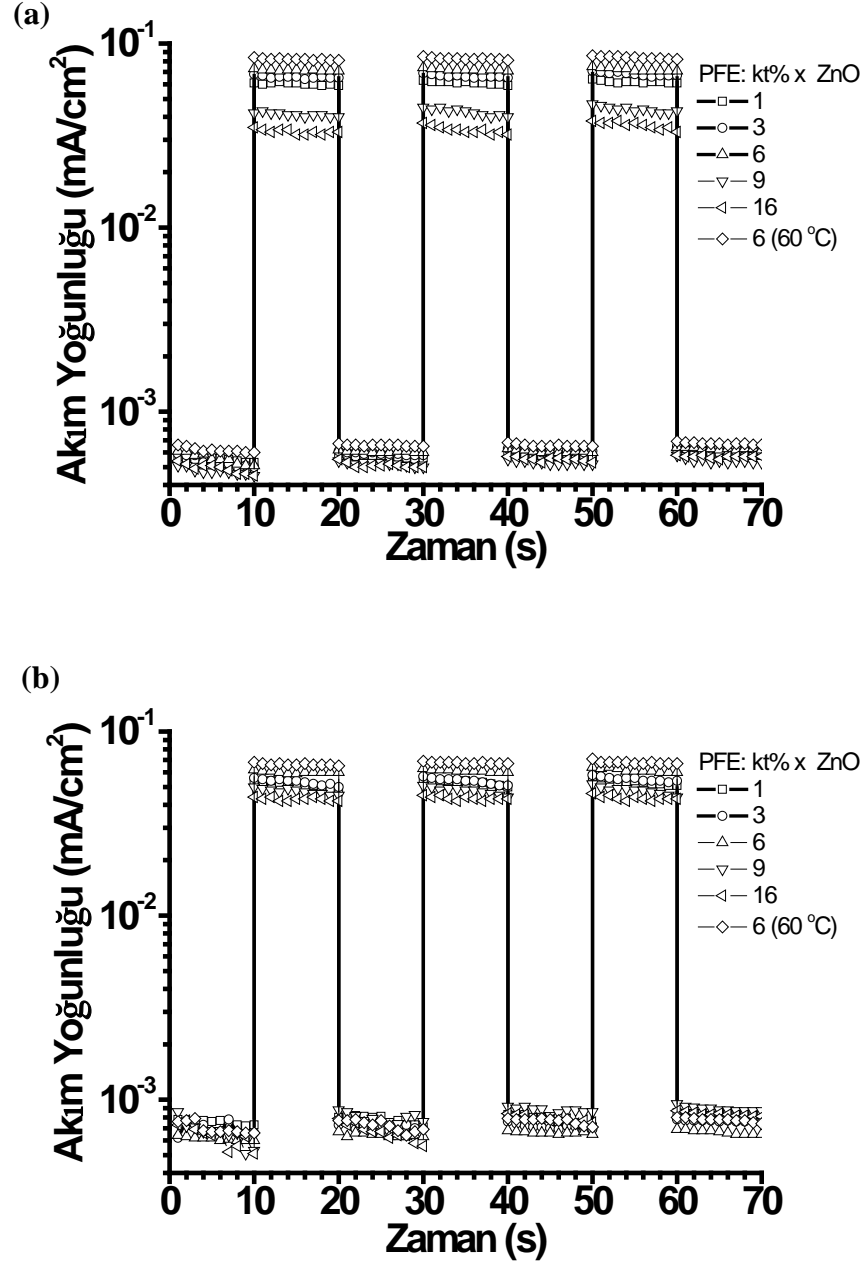 (a)
10⁻¹
10⁻²
10⁻³
Akım Yoğunluğu (mA/cm²)
0 10 20 30 40 50 60 70
Zaman (s)
PFE: kt% x ZnO
1
3
6
9
16
6 (60 °C)
(b)
10⁻¹
10⁻²
10⁻³
Akım Yoğunluğu (mA/cm²)
0 10 20 30 40 50 60 70
Zaman (s)
PFE: kt% x ZnO
1
3
6
9
16
6 (60 °C)